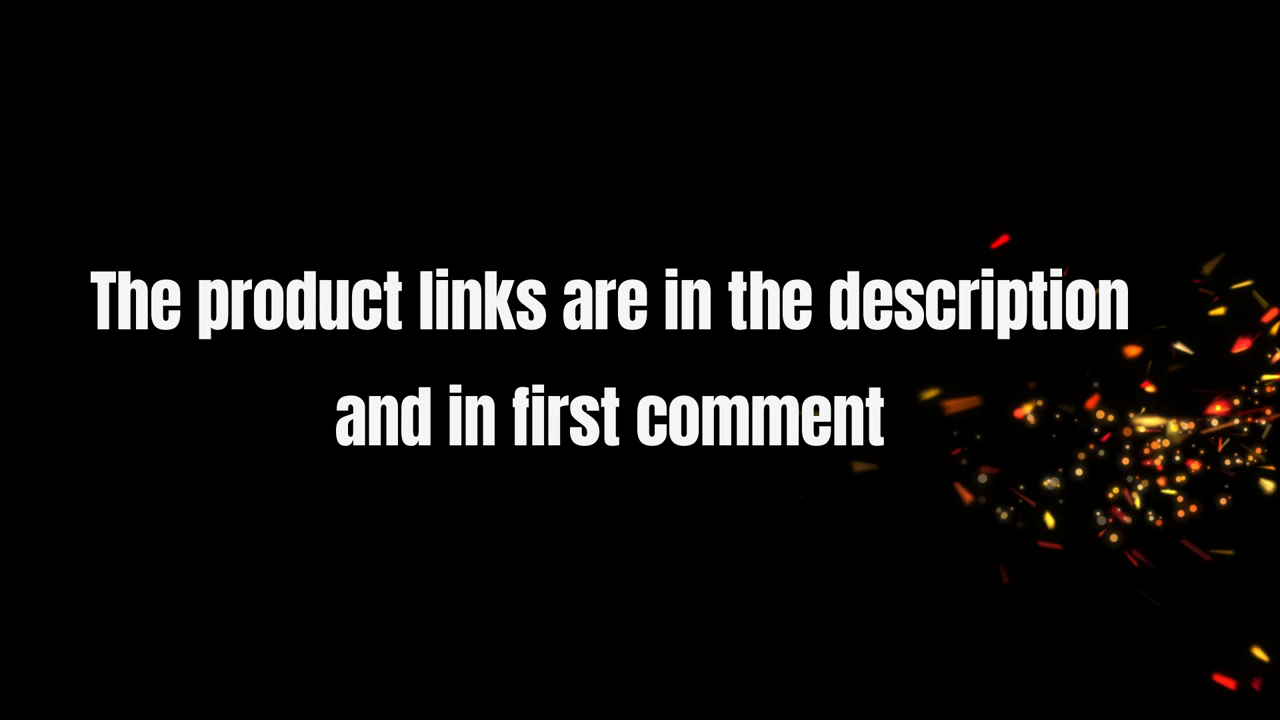 The product links are in the description
and in first comment